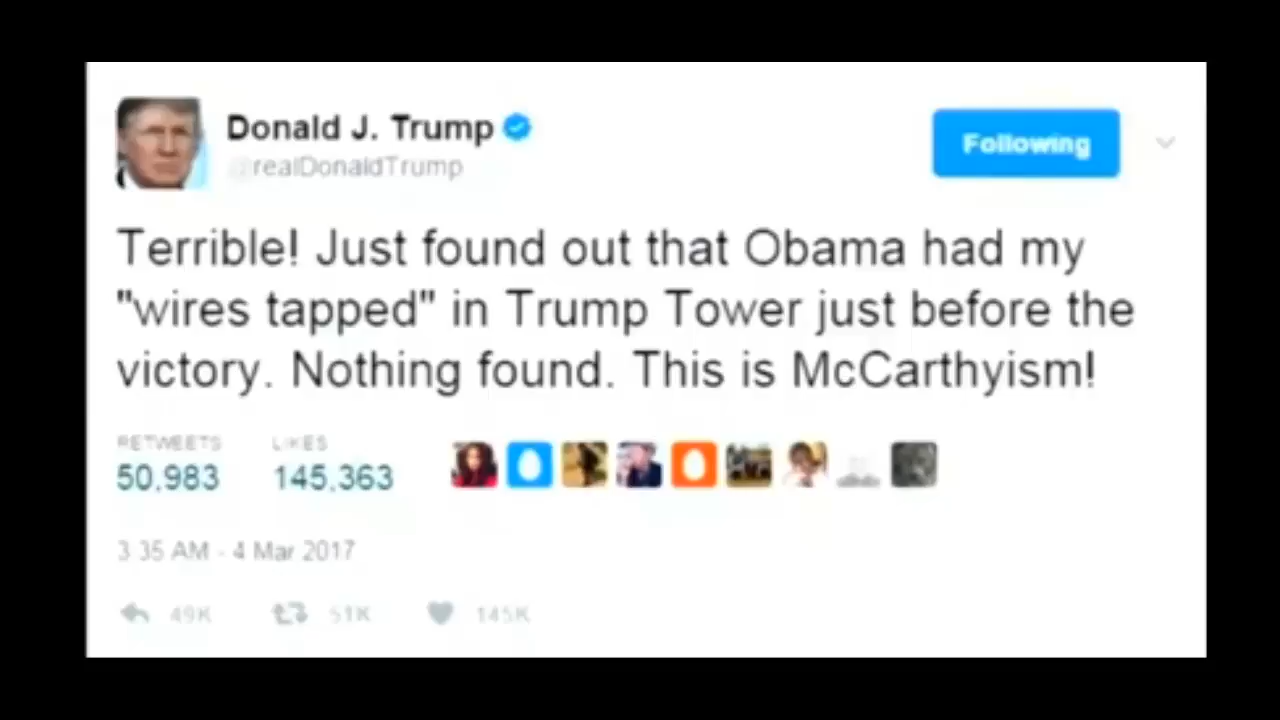 Donald J. Trump
@realDonaldTrump
Following
Terrible! Just found out that Obama had my
"wires tapped" in Trump Tower just before the
victory. Nothing found. This is McCarthyism!
RETWEETS LIKES
50,983 145,363
3:35 AM - 4 Mar 2017
49K 51K 145K